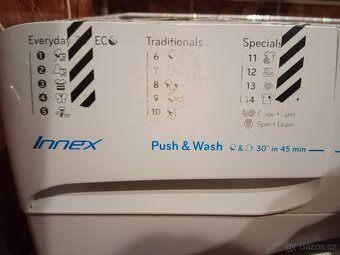 Everyday ECO
Traditionals
Specials
1
2
3
4
5
6
7
8
9
10
11
12
13
14
Spin + Drain
Innex
Push & Wash
& 30° in 45 min
bazos.cz